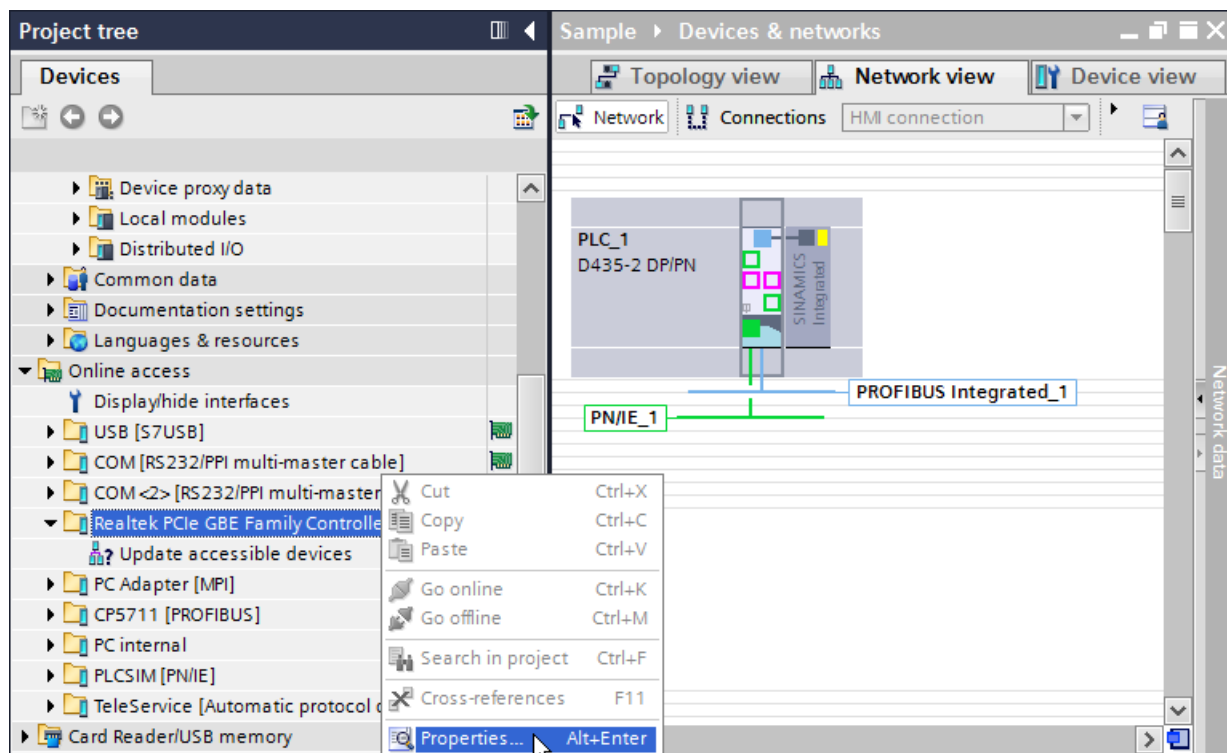 Project tree
Sample ▸ Devices & networks
Devices
Topology view
Network view
Device view
Network
Connections
HMI connection
Device proxy data
Local modules
Distributed I/O
Common data
Documentation settings
Languages & resources
Online access
Display/hide interfaces
USB [S7USB]
COM [RS232/PPI multi-master cable]
COM <2> [RS232/PPI multi-master
Realtek PCIe GBE Family Controlle
Update accessible devices
PC Adapter [MPI]
CP5711 [PROFIBUS]
PC internal
PLCSIM [PN/IE]
TeleService [Automatic protocol
Card Reader/USB memory
Cut Ctrl+X
Copy Ctrl+C
Paste Ctrl+V
Go online Ctrl+K
Go offline Ctrl+M
Search in project Ctrl+F
Cross-references F11
Properties... Alt+Enter
PLC_1
D435-2 DP/PN
SINAMICS
Integrated
PROFIBUS Integrated_1
PN/IE_1
Network data